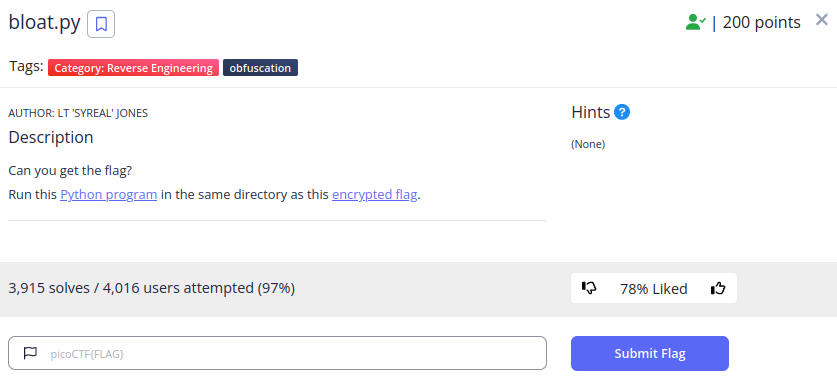 bloat.py
| 200 points
Tags: Category: Reverse Engineering obfuscation
AUTHOR: LT 'SYREAL' JONES
Description
Can you get the flag?
Run this Python program in the same directory as this encrypted flag.
Hints ?
(None)
3,915 solves / 4,016 users attempted (97%)
78% Liked
picoCTF{FLAG}
Submit Flag